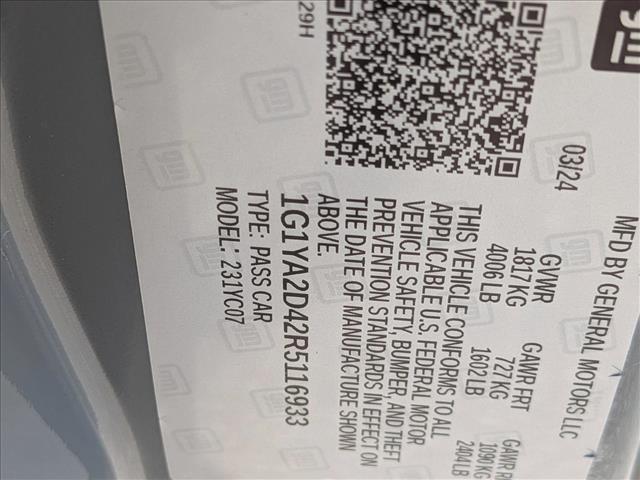 gm
MFD BY GENERAL MOTORS LLC
03/24
GVWR GAWR FRT GAWR
1817 KG 727 KG 1090 KG
4006 LB 1602 LB 2404 LB
THIS VEHICLE CONFORMS TO ALL
APPLICABLE U.S. FEDERAL MOTOR
VEHICLE SAFETY, BUMPER, AND THEFT
PREVENTION STANDARDS IN EFFECT ON
THE DATE OF MANUFACTURE SHOWN
ABOVE.
1G1YA2D42R5116933
TYPE: PASS CAR
MODEL: 231YC07
29H